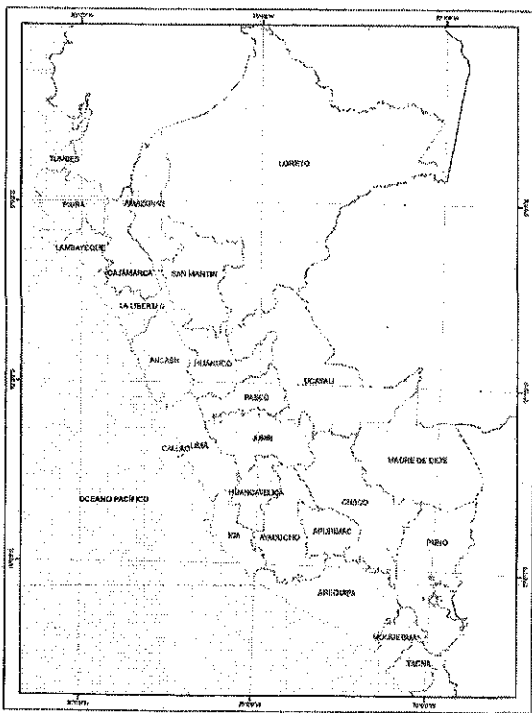 TUMBES
LORETO
PIURA
AMAZONAS
LAMBAYEQUE
CAJAMARCA
SAN MARTIN
LA LIBERTAD
ANCASH
HUANUCO
UCAYALI
PASCO
CALLAO
LIMA
JUNIN
MADRE DE DIOS
HUANCAVELICA
OCEANO PACÍFICO
CUSCO
ICA
AYACUCHO
APURIMAC
PUNO
AREQUIPA
MOQUEGUA
TACNA